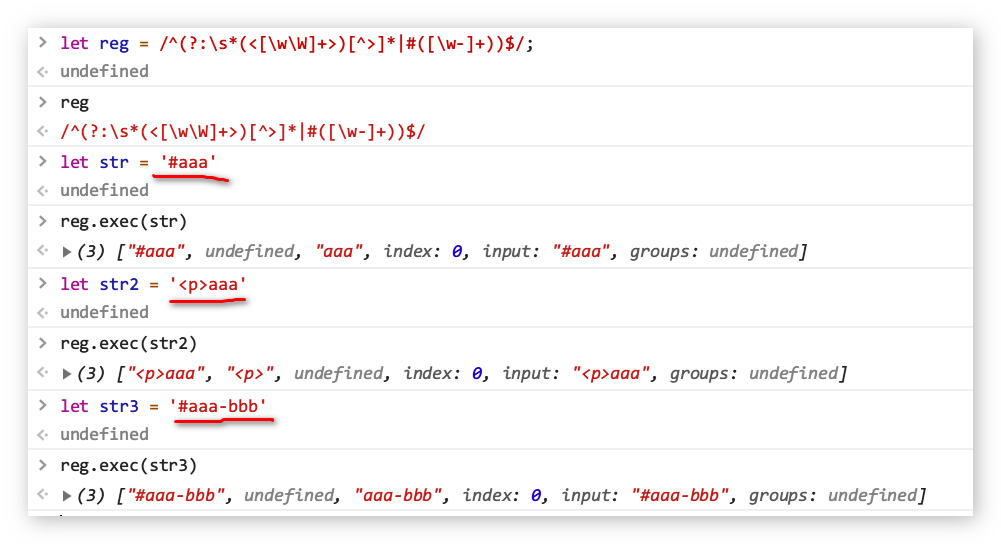 let reg = /^(?:\s*(<[\w\W]+>)[^>]*|#([\w-]+))$/;
undefined
reg
/^(?:\s*(<[\w\W]+>)[^>]*|#([\w-]+))$/
let str = '#aaa'
undefined
reg.exec(str)
(3) ["#aaa", undefined, "aaa", index: 0, input: "#aaa", groups: undefined]
let str2 = '<p>aaa'
undefined
reg.exec(str2)
(3) ["<p>aaa", "<p>", undefined, index: 0, input: "<p>aaa", groups: undefined]
let str3 = '#aaa-bbb'
undefined
reg.exec(str3)
(3) ["#aaa-bbb", undefined, "aaa-bbb", index: 0, input: "#aaa-bbb", groups: undefined]